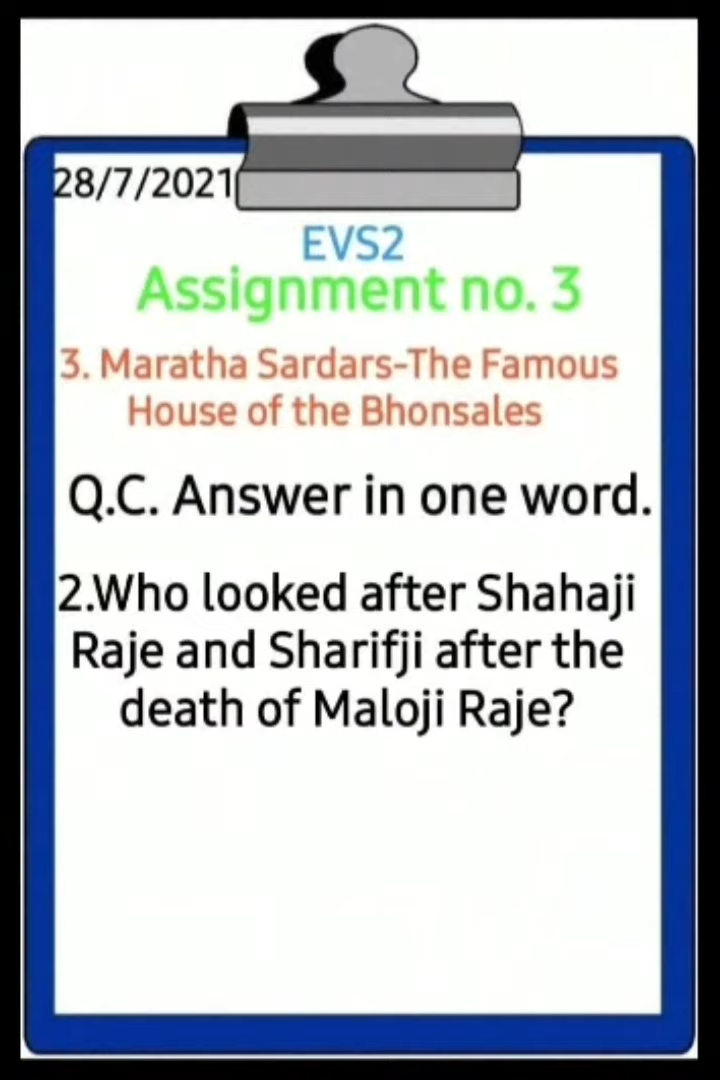 28/7/2021
EVS2
Assignment no. 3
3. Maratha Sardars-The Famous
House of the Bhonsales
Q.C. Answer in one word.
2.Who looked after Shahaji
Raje and Sharifji after the
death of Maloji Raje?